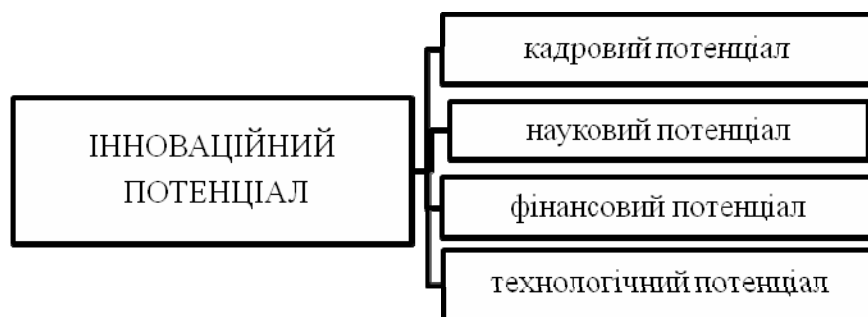 кадровий потенціал
ІННОВАЦІЙНИЙ
ПОТЕНЦІАЛ
науковий потенціал
фінансовий потенціал
технологічний потенціал